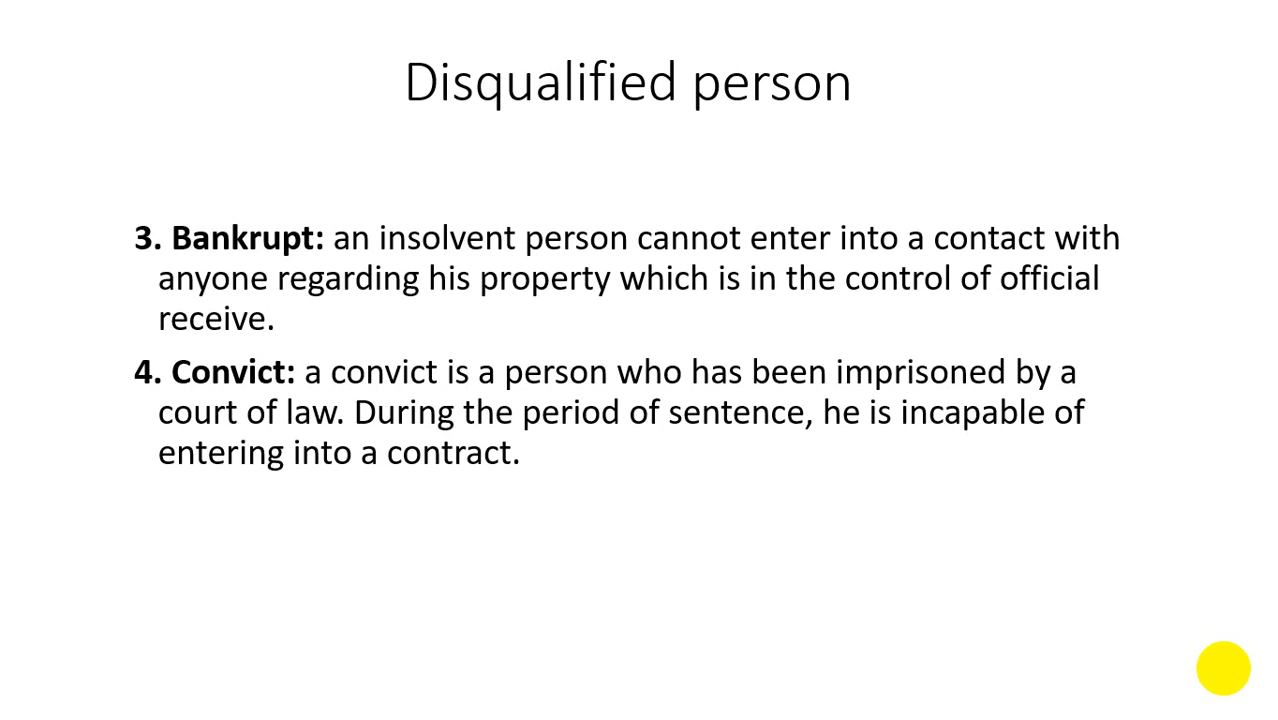 Disqualified person
3. Bankrupt: an insolvent person cannot enter into a contact with
anyone regarding his property which is in the control of official
receive.
4. Convict: a convict is a person who has been imprisoned by a
court of law. During the period of sentence, he is incapable of
entering into a contract.